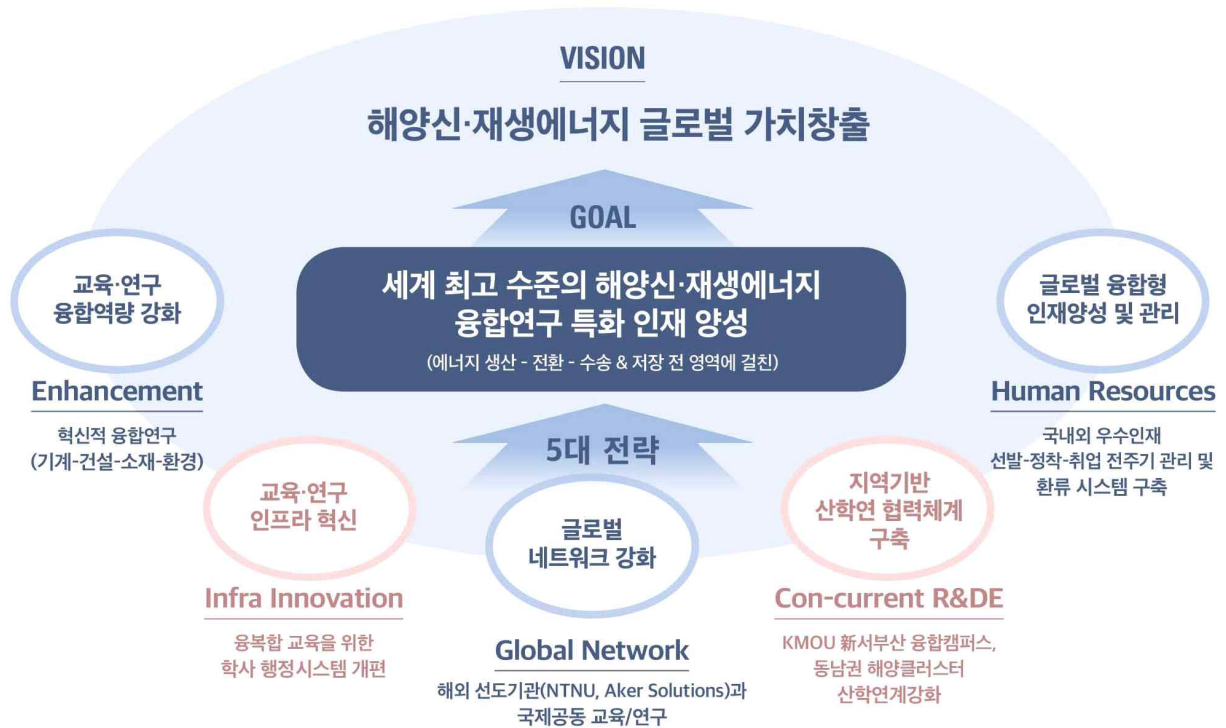 VISION
해양신·재생에너지 글로벌 가치창출
GOAL
세계 최고 수준의 해양신·재생에너지
융합연구 특화 인재 양성
(에너지 생산 - 전환 - 수송 & 저장 전 영역에 걸친)
5대 전략
교육·연구
융합역량 강화
Enhancement
혁신적 융합연구
(기계-건설-소재-환경)
교육·연구
인프라 혁신
Infra Innovation
융복합 교육을 위한
학사 행정시스템 개편
글로벌
네트워크 강화
Global Network
해외 선도기관(NTNU, Aker Solutions)과
국제공동 교육/연구
지역기반
산학연 협력체계
구축
Con-current R&DE
KMOU 新서부산 융합캠퍼스,
동남권 해양클러스터
산학연계강화
글로벌 융합형
인재양성 및 관리
Human Resources
국내외 우수인재
선발-정착-취업 전주기 관리 및
환류 시스템 구축